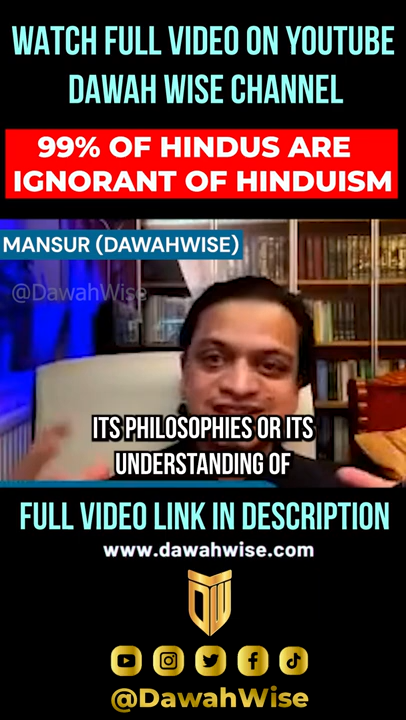 WATCH FULL VIDEO ON YOUTUBE
DAWAH WISE CHANNEL
99% OF HINDUS ARE
IGNORANT OF HINDUISM
MANSUR (DAWAHWISE)
@DawahWise
ITS PHILOSOPHIES OR ITS
UNDERSTANDING OF
FULL VIDEO LINK IN DESCRIPTION
www.dawahwise.com
DW
@DawahWise